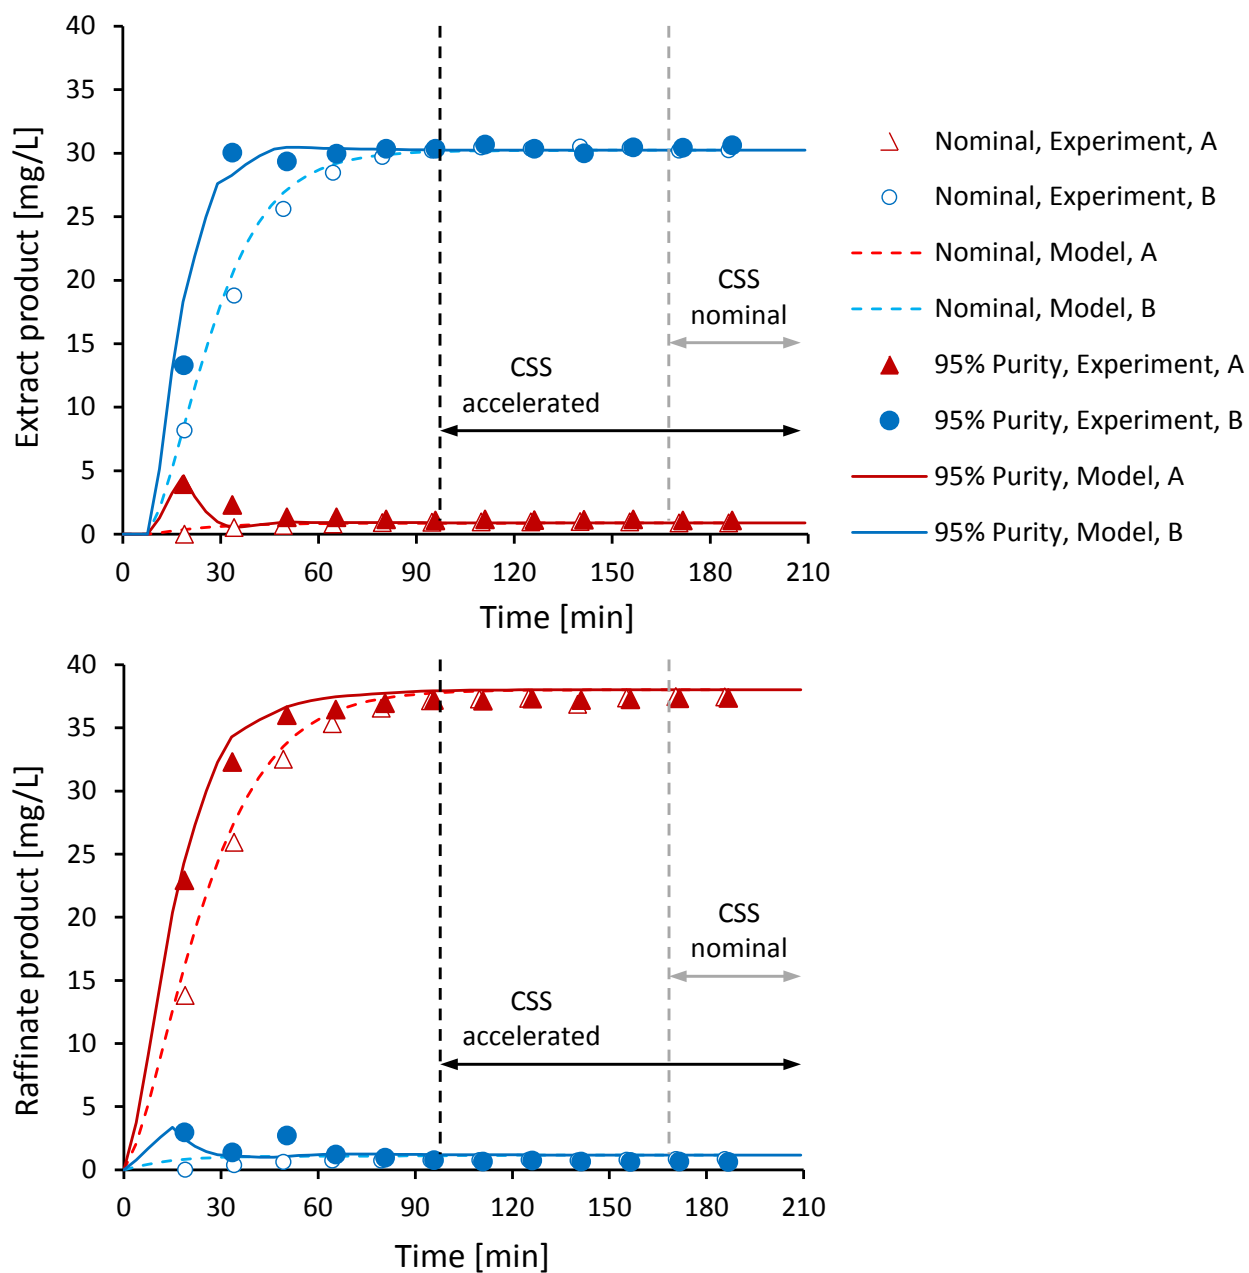 40
35
30
25
20
15
10
5
0
Extract product [mg/L]
0 30 60 90 120 150 180 210
Time [min]
CSS
nominal
CSS
accelerated
Nominal, Experiment, A
Nominal, Experiment, B
Nominal, Model, A
Nominal, Model, B
95% Purity, Experiment, A
95% Purity, Experiment, B
95% Purity, Model, A
95% Purity, Model, B
40
35
30
25
20
15
10
5
0
Raffinate product [mg/L]
0 30 60 90 120 150 180 210
Time [min]
CSS
nominal
CSS
accelerated